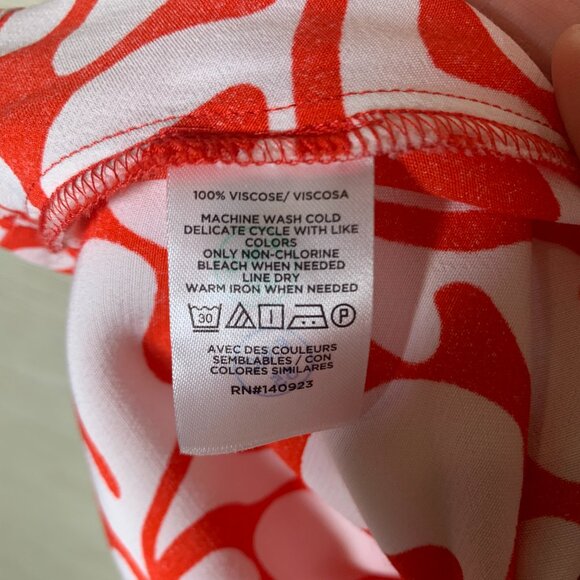 100% VISCOSE/ VISCOSA
MACHINE WASH COLD
DELICATE CYCLE WITH LIKE
COLORS
ONLY NON-CHLORINE
BLEACH WHEN NEEDED
LINE DRY
WARM IRON WHEN NEEDED
30 P
AVEC DES COULEURS
SEMBLABLES / CON
COLORES SIMILARES
RN#140923